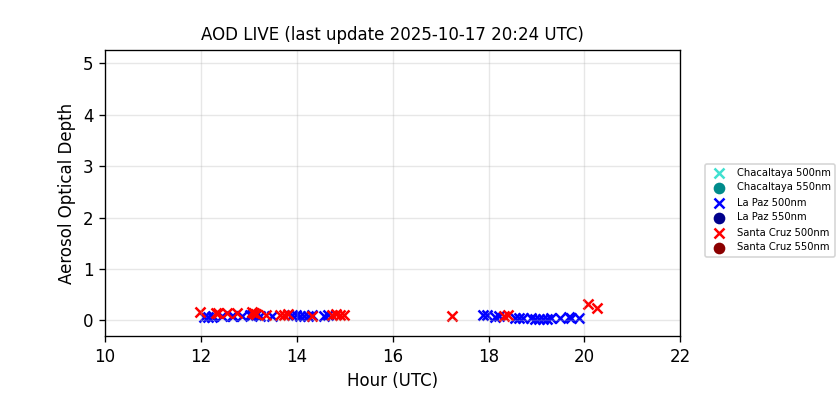 AOD LIVE (last update 2025-10-17 20:24 UTC)
Aerosol Optical Depth
5
4
3
2
1
0
10 12 14 16 18 20 22
Hour (UTC)
Chacaltaya 500nm
Chacaltaya 550nm
La Paz 500nm
La Paz 550nm
Santa Cruz 500nm
Santa Cruz 550nm